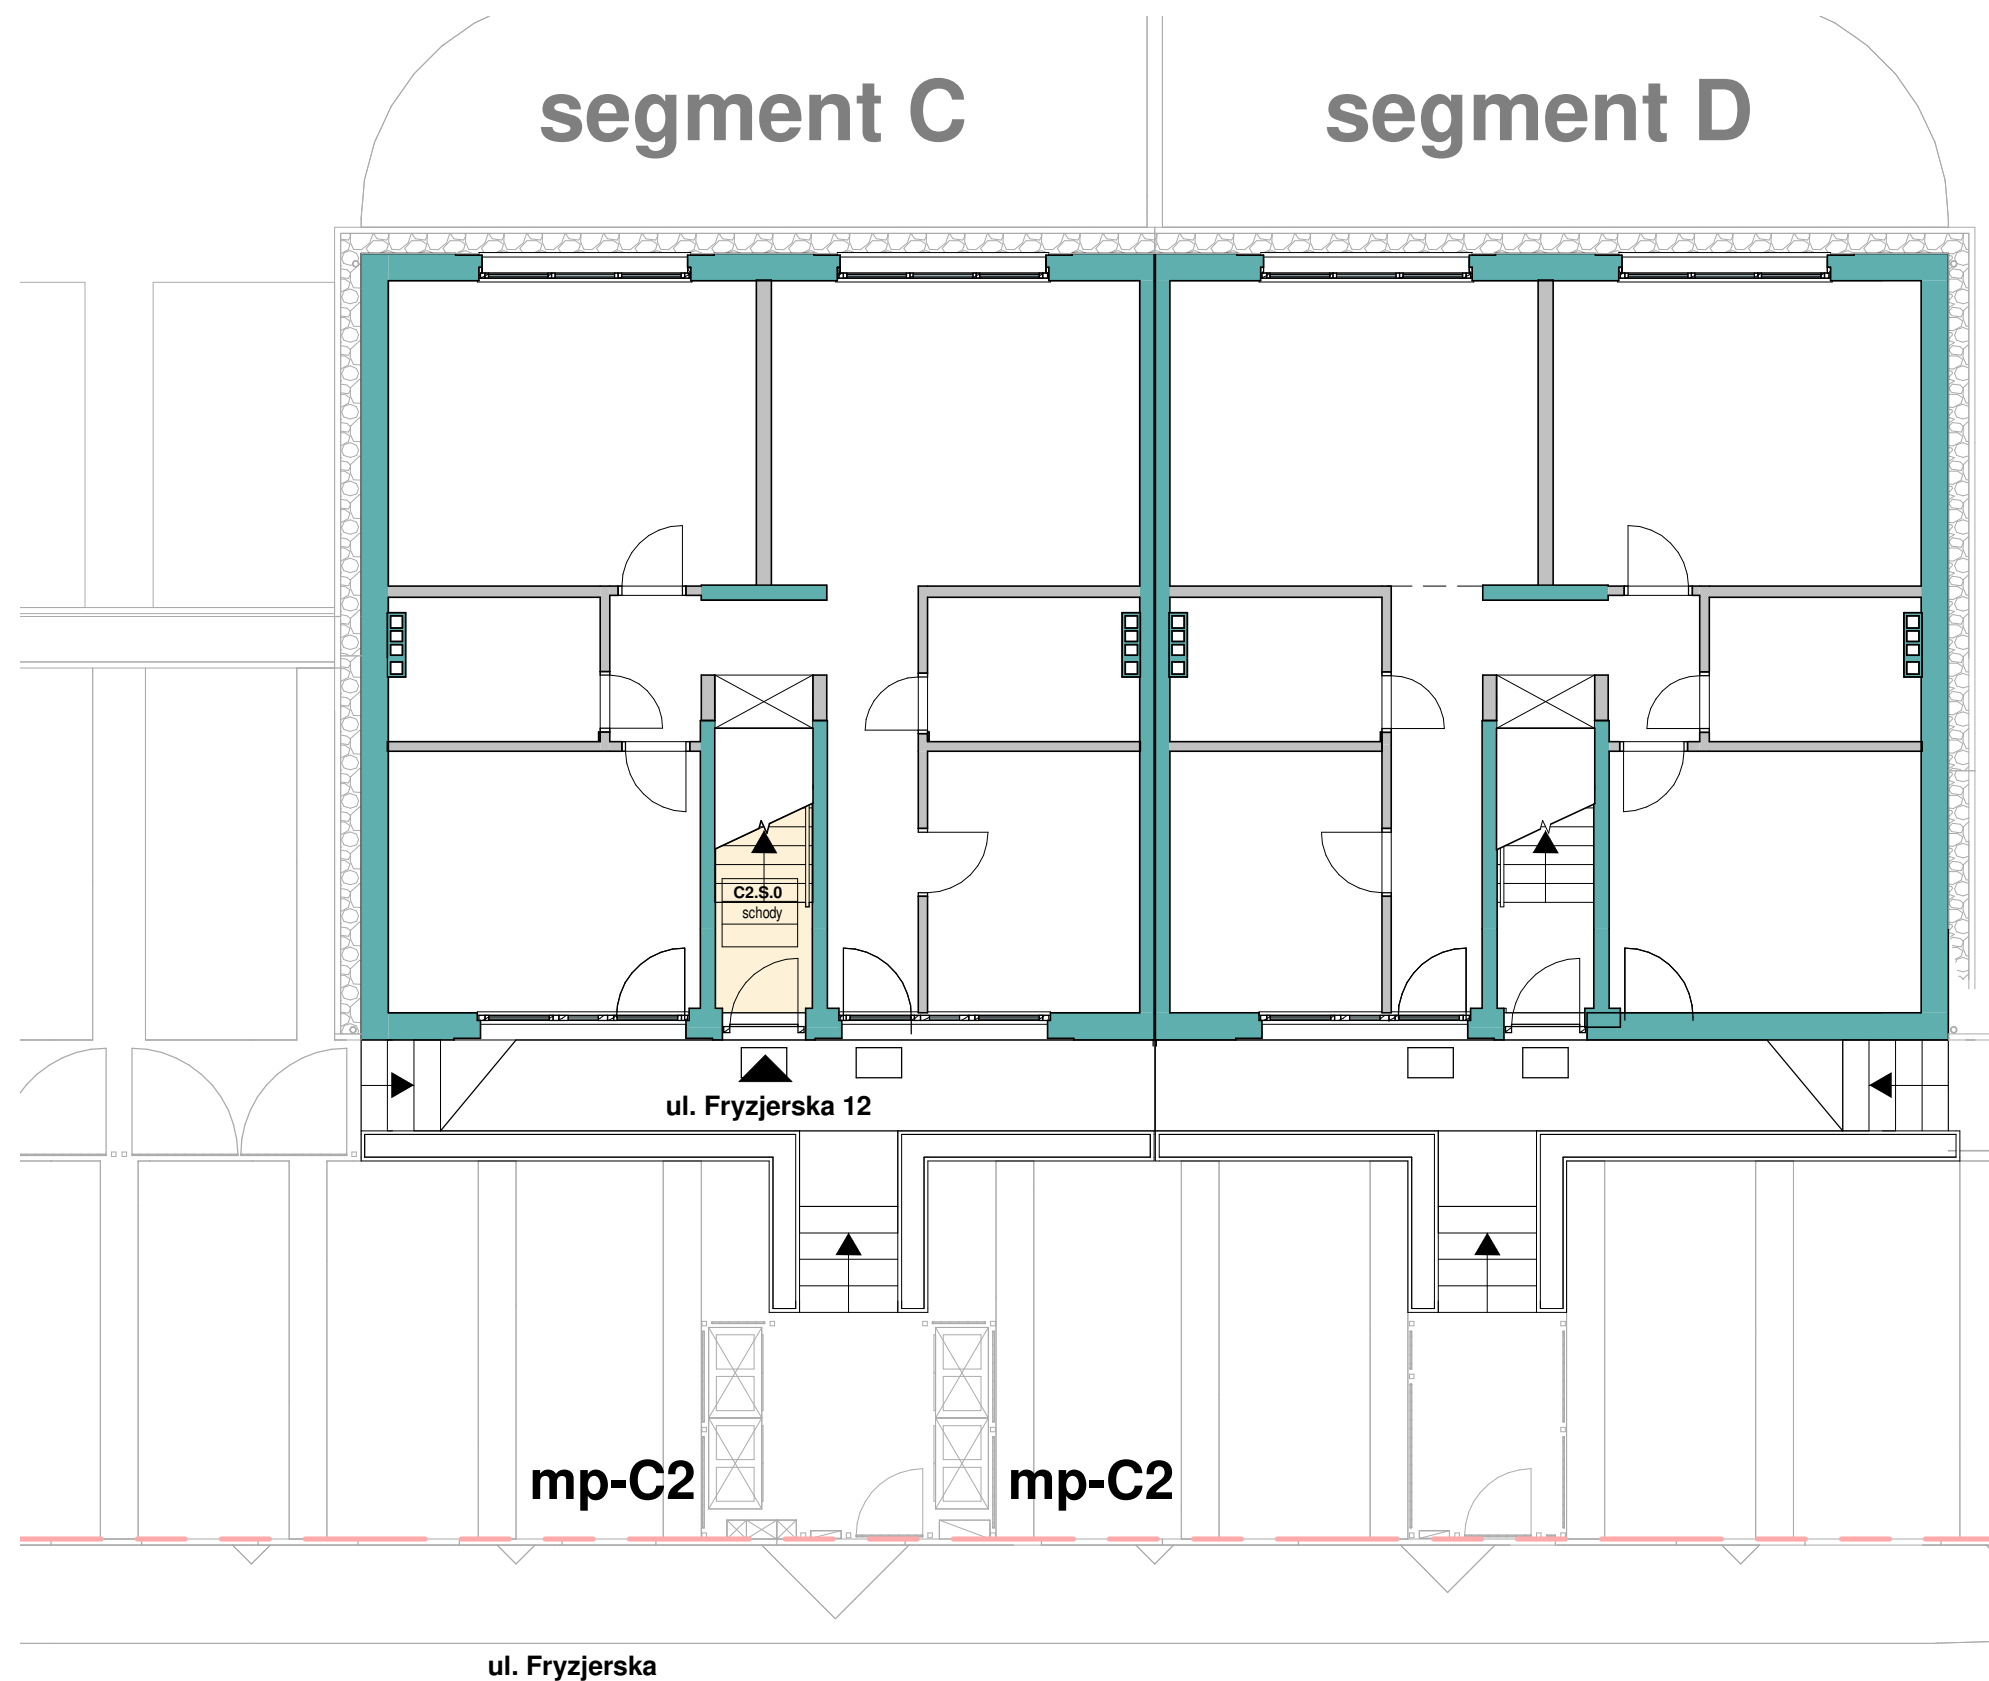 segment C
segment D
C2.S.0
schody
ul. Fryzjerska 12
mp-C2
mp-C2
ul. Fryzjerska